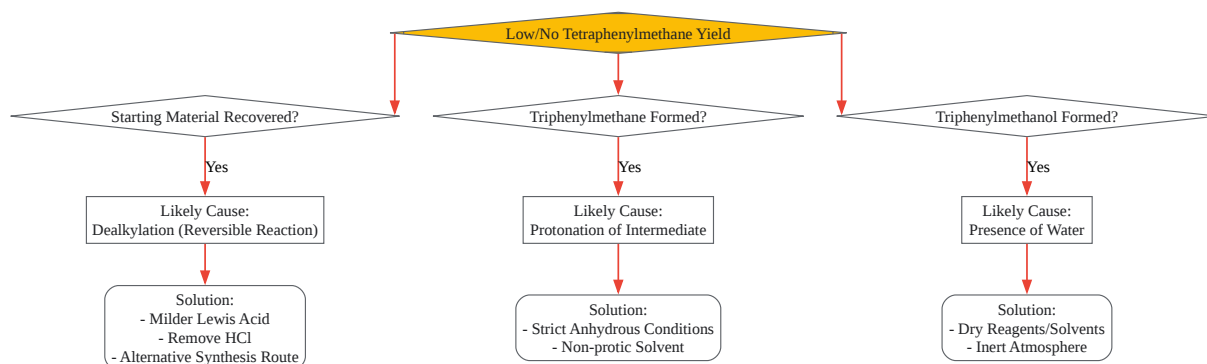 Low/No Tetraphenylmethane Yield
Starting Material Recovered?
Triphenylmethane Formed?
Triphenylmethanol Formed?
Yes
Yes
Yes
Likely Cause:
Dealkylation (Reversible Reaction)
Likely Cause:
Protonation of Intermediate
Likely Cause:
Presence of Water
Solution:
- Milder Lewis Acid
- Remove HCl
- Alternative Synthesis Route
Solution:
- Strict Anhydrous Conditions
- Non-protic Solvent
Solution:
- Dry Reagents/Solvents
- Inert Atmosphere